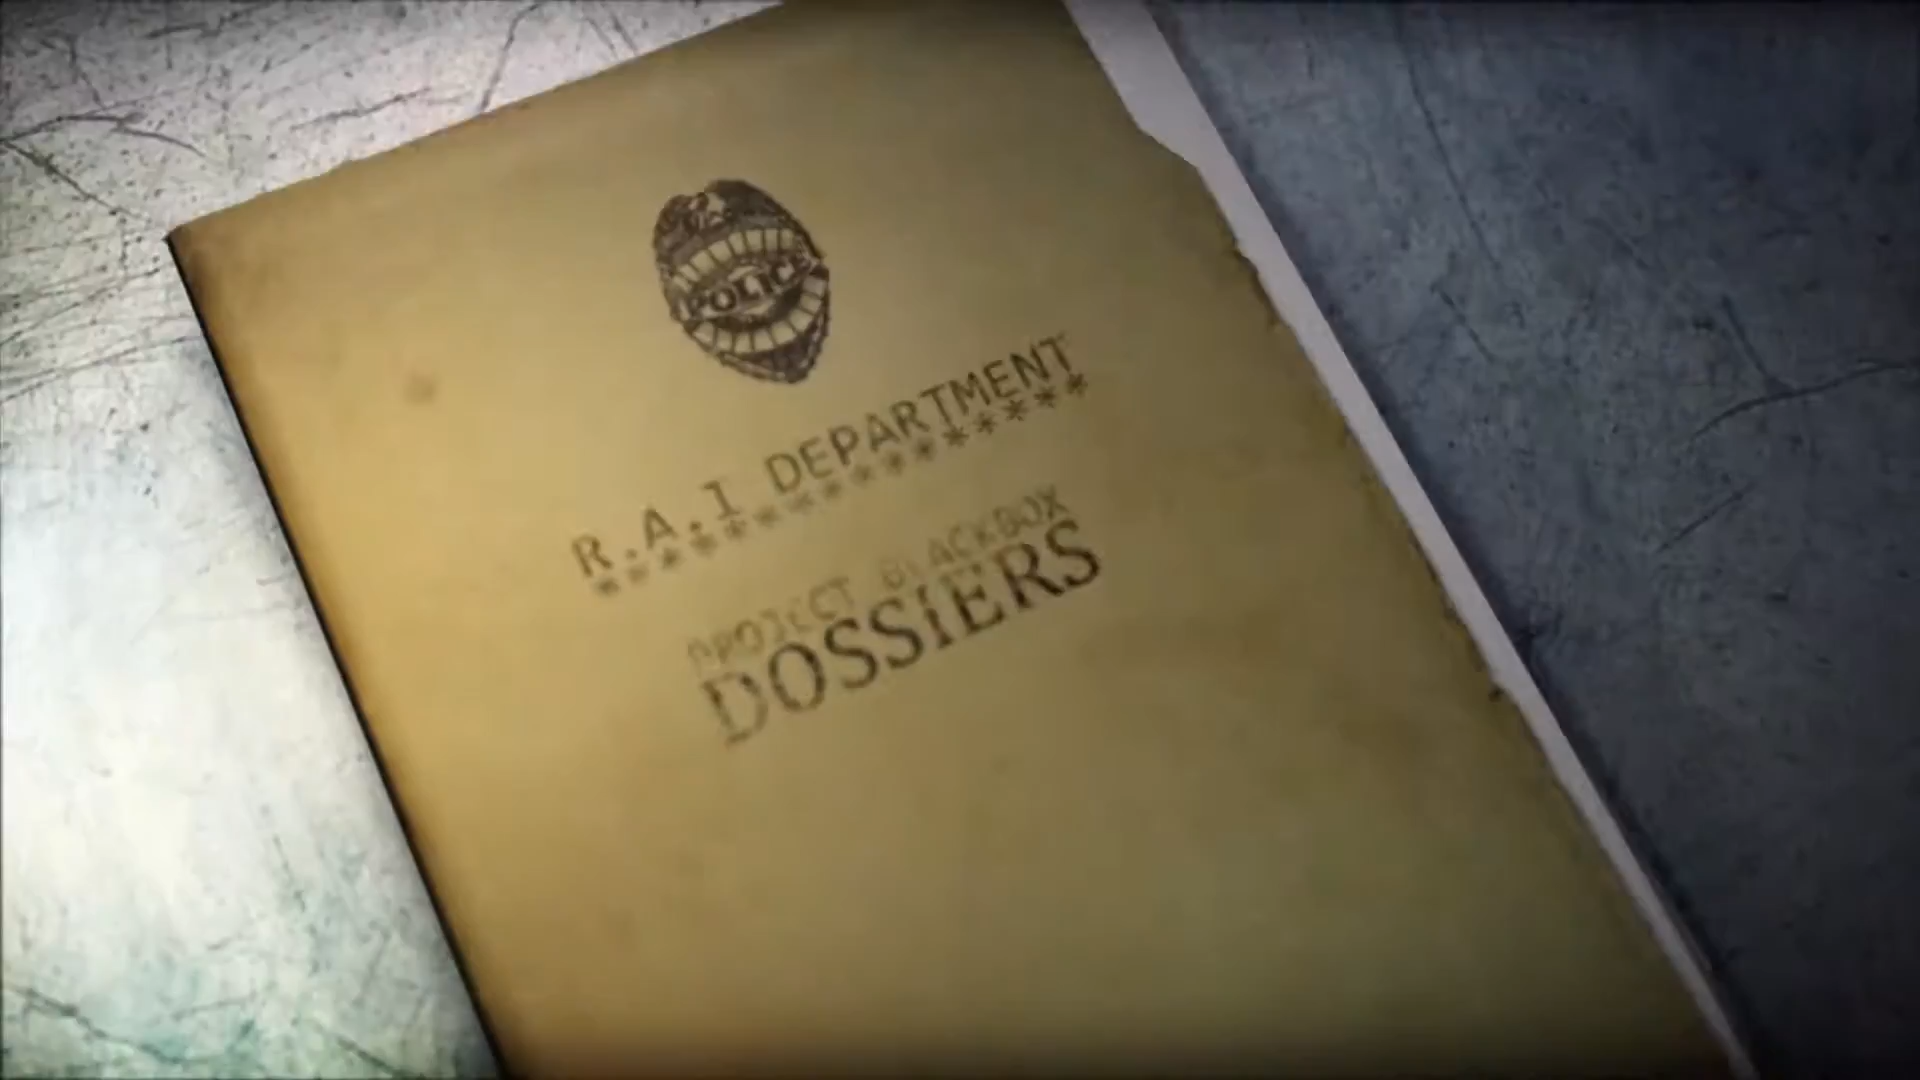 POLICE
R.A.I DEPARTMENT
*****************
PROJECT BLACKBOX
DOSSIERS